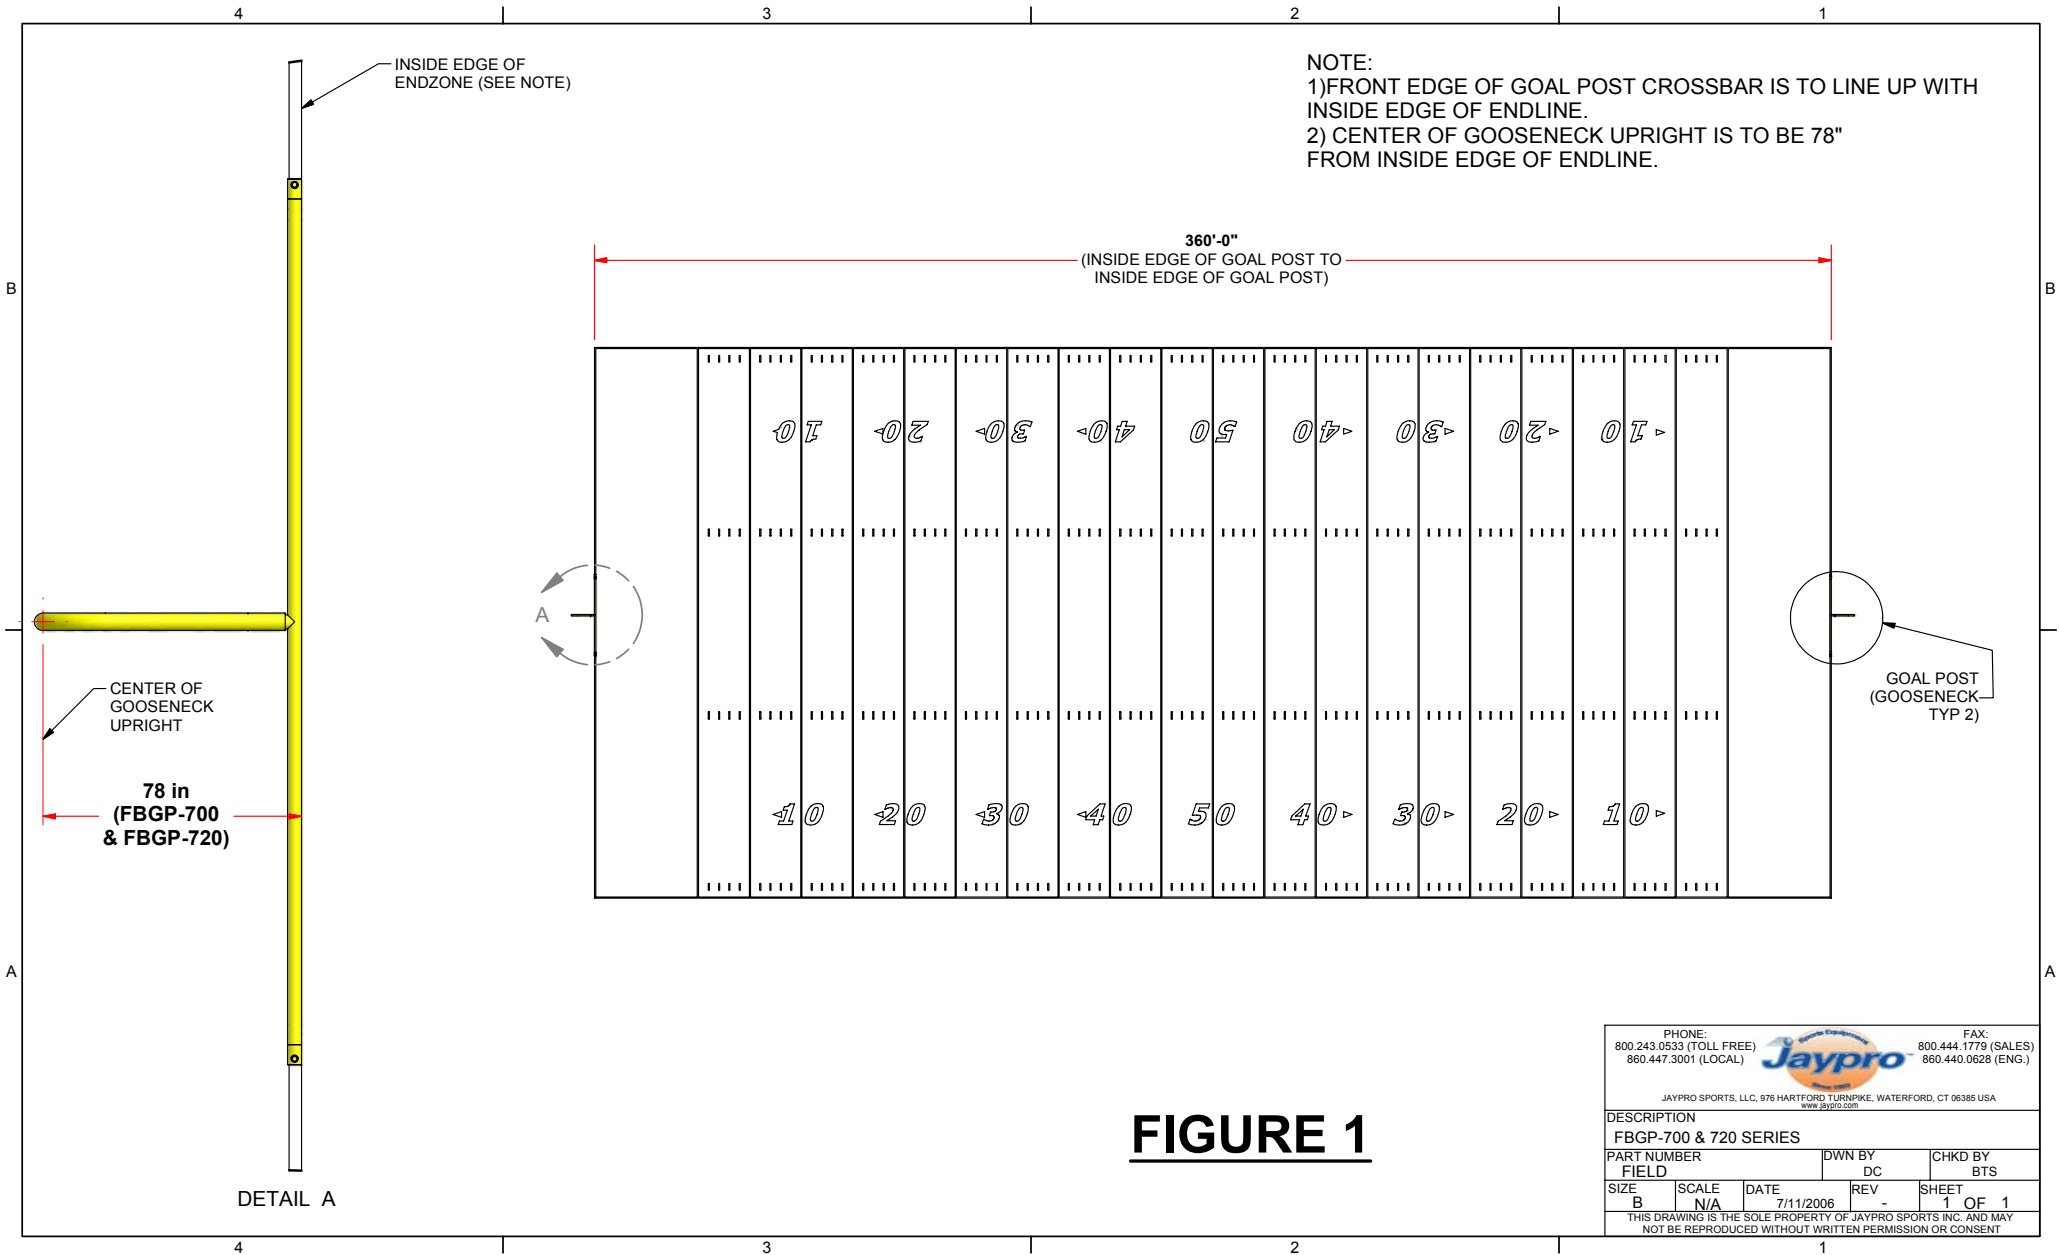 4 3 2 1
INSIDE EDGE OF
ENDZONE (SEE NOTE)
NOTE:
1)FRONT EDGE OF GOAL POST CROSSBAR IS TO LINE UP WITH
INSIDE EDGE OF ENDLINE.
2) CENTER OF GOOSENECK UPRIGHT IS TO BE 78"
FROM INSIDE EDGE OF ENDLINE.
360'-0"
(INSIDE EDGE OF GOAL POST TO
INSIDE EDGE OF GOAL POST)
B B
10 20 30 40 50 40 30 20 10
A
CENTER OF
GOOSENECK
UPRIGHT
GOAL POST
(GOOSENECK
TYP 2)
78 in
(FBGP-700
& FBGP-720)
10 20 30 40 50 40 30 20 10
A A
FIGURE 1
DETAIL A
PHONE:
800.243.0533 (TOLL FREE)
860.447.3001 (LOCAL)
Sports Equipment
Jaypro
Since 1953
FAX:
800.444.1779 (SALES)
860.440.0628 (ENG.)
JAYPRO SPORTS, LLC, 976 HARTFORD TURNPIKE, WATERFORD, CT 06385 USA
www.jaypro.com
DESCRIPTION
FBGP-700 & 720 SERIES
PART NUMBER
FIELD
DWN BY
DC
CHKD BY
BTS
SIZE
B
SCALE
N/A
DATE
7/11/2006
REV
-
SHEET
1 OF 1
THIS DRAWING IS THE SOLE PROPERTY OF JAYPRO SPORTS INC. AND MAY
NOT BE REPRODUCED WITHOUT WRITTEN PERMISSION OR CONSENT
4 3 2 1